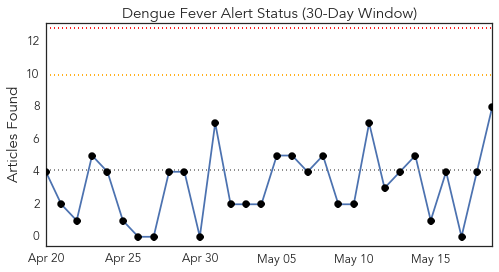 Dengue Fever Alert Status (30-Day Window)
Articles Found
12
10
8
6
4
2
0
Apr 20
Apr 25
Apr 30
May 05
May 10
May 15